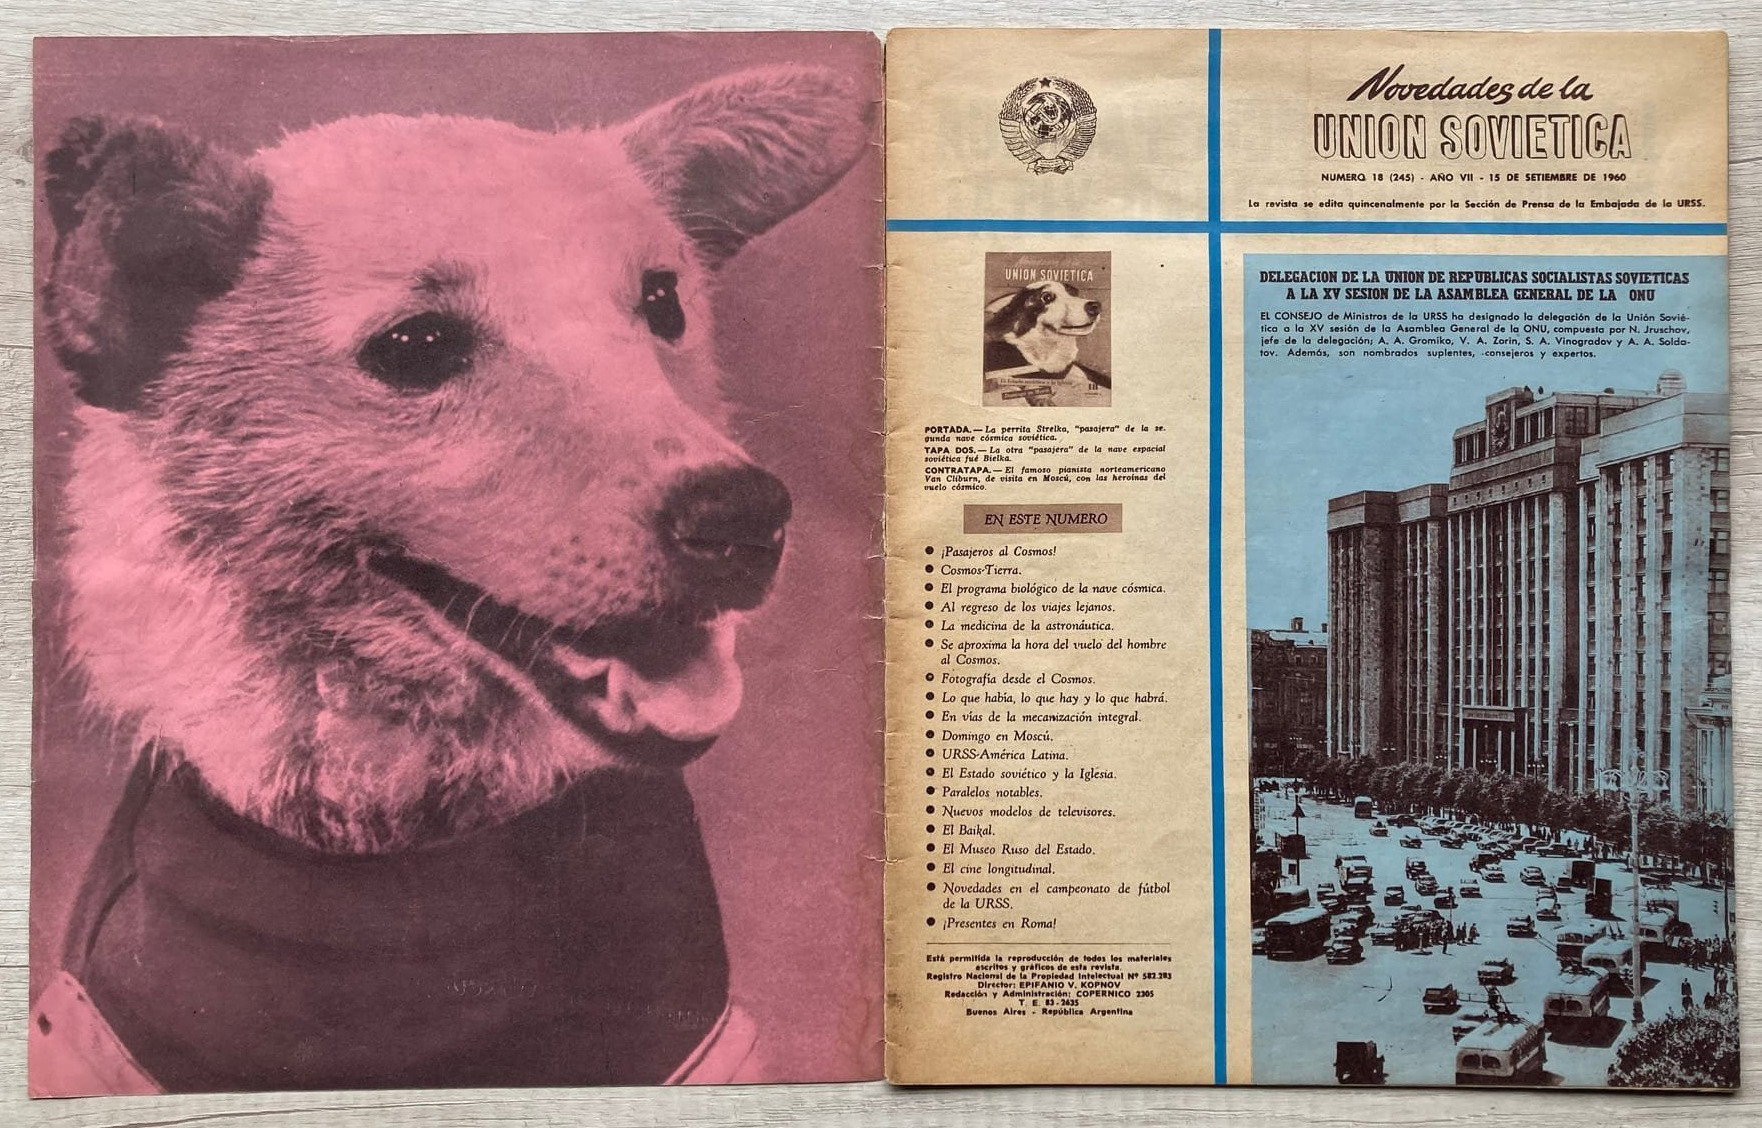 Novedades de la
UNION SOVIETICA
NUMERO 18 (245) - AÑO VII - 15 DE SETIEMBRE DE 1960
La revista se edita quincenalmente por la Sección de Prensa de la Embajada de la URSS.
UNION SOVIETICA
El Estado soviético y la Iglesia
18
PORTADA. — La perrita Strelka, "pasajera" de la se-
gunda nave cósmica soviética.
TAPA DOS. — La otra "pasajera" de la nave espacial
soviética fué Bielka.
CONTRATAPA. — El famoso pianista norteamericano
Van Cliburn, de visita en Moscú, con las heroínas del
vuelo cósmico.
EN ESTE NUMERO
¡Pasajeros al Cosmos!
Cosmos-Tierra.
El programa biológico de la nave cósmica.
Al regreso de los viajes lejanos.
La medicina de la astronáutica.
Se aproxima la hora del vuelo del hombre
al Cosmos.
Fotografía desde el Cosmos.
Lo que había, lo que hay y lo que habrá.
En vías de la mecanización integral.
Domingo en Moscú.
URSS-América Latina.
El Estado soviético y la Iglesia.
Paralelos notables.
Nuevos modelos de televisores.
El Baikal.
El Museo Ruso del Estado.
El cine longitudinal.
Novedades en el campeonato de fútbol
de la URSS.
¡Presentes en Roma!
Está permitida la reproducción de todos los materiales
escritos y gráficos de esta revista.
Registro Nacional de la Propiedad Intelectual Nº 582.283
Director: EPIFANIO V. KOPNOV
Redacción y Administración: COPERNICO 2305
T. E. 83-2635
Buenos Aires - República Argentina
DELEGACION DE LA UNION DE REPUBLICAS SOCIALISTAS SOVIETICAS
A LA XV SESION DE LA ASAMBLEA GENERAL DE LA ONU
EL CONSEJO de Ministros de la URSS ha designado la delegación de la Unión Sovié-
tica a la XV sesión de la Asamblea General de la ONU, compuesta por N. Jruschov,
jefe de la delegación; A. A. Gromiko, V. A. Zorin, S. A. Vinogradov y A. A. Solda-
tov. Además, son nombrados suplentes, consejeros y expertos.